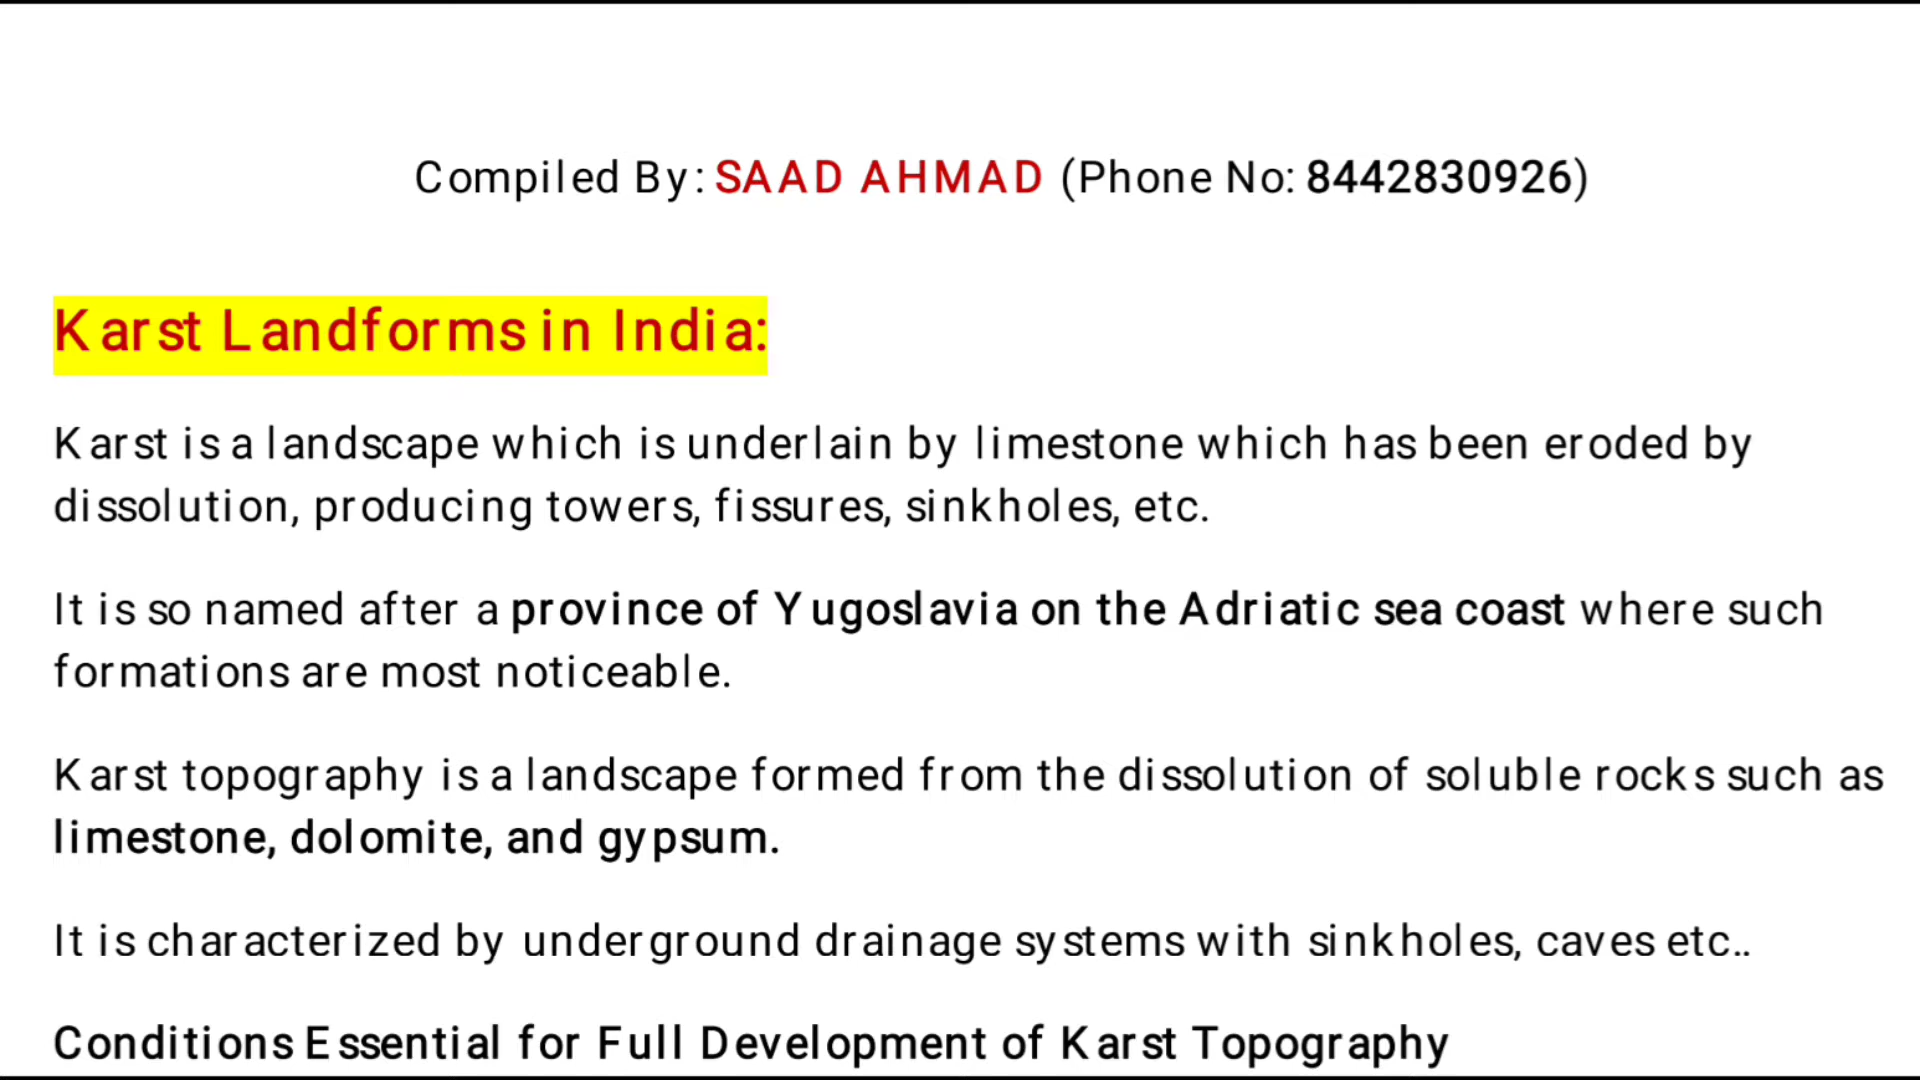 Compiled By: SAAD AHMAD (Phone No: 8442830926)
Karst Landforms in India:
Karst is a landscape which is underlain by limestone which has been eroded by
dissolution, producing towers, fissures, sinkholes, etc.
It is so named after a province of Yugoslavia on the Adriatic sea coast where such
formations are most noticeable.
Karst topography is a landscape formed from the dissolution of soluble rocks such as
limestone, dolomite, and gypsum.
It is characterized by underground drainage systems with sinkholes, caves etc..
Conditions Essential for Full Development of Karst Topography